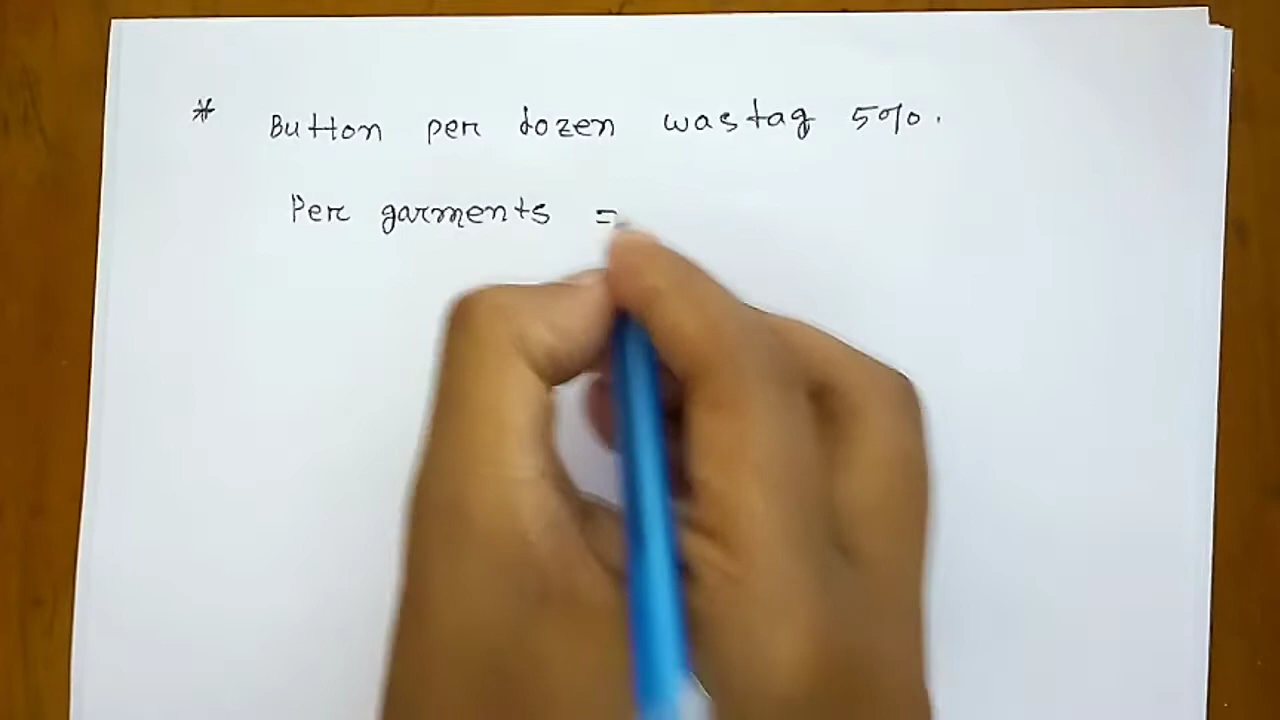 * Button per dozen wastag 5%.
Per garments =